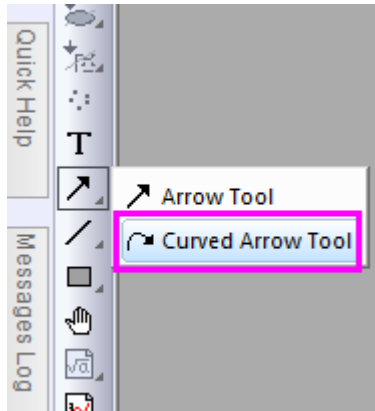 Quick Help
T
Arrow Tool
Curved Arrow Tool
Messages Log